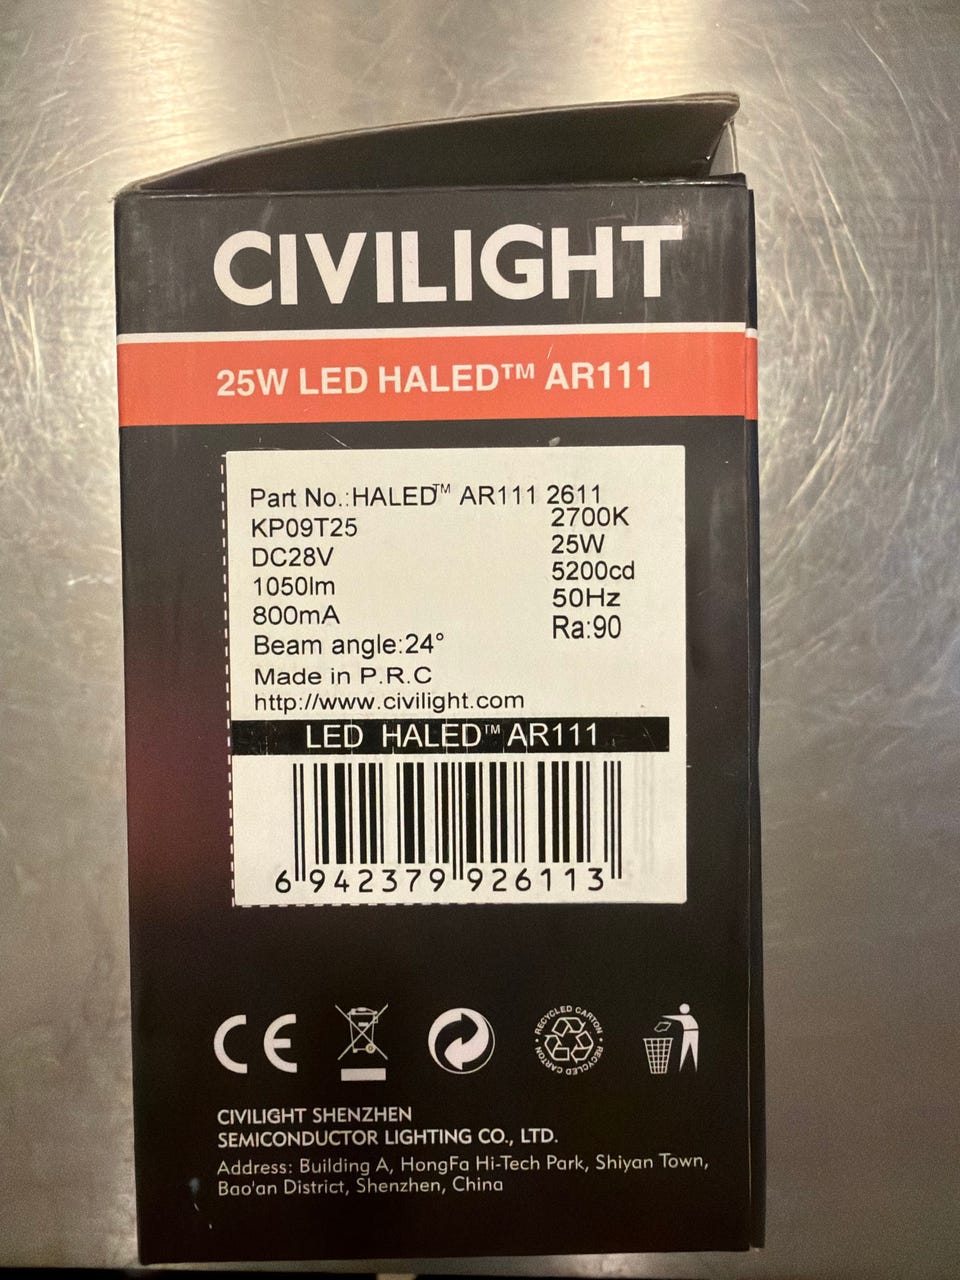 CIVILIGHT
25W LED HALED™ AR111
Part No.:HALED™ AR111 2611
KP09T25 2700K
DC28V 25W
1050lm 5200cd
800mA 50Hz
Beam angle:24° Ra:90
Made in P.R.C
http://www.civilight.com
LED HALED™ AR111
6 942379 926113
CE
RECYCLED CARTON • RECYCLED CARTON •
CIVILIGHT SHENZHEN
SEMICONDUCTOR LIGHTING CO., LTD.
Address: Building A, HongFa Hi-Tech Park, Shiyan Town,
Bao'an District, Shenzhen, China